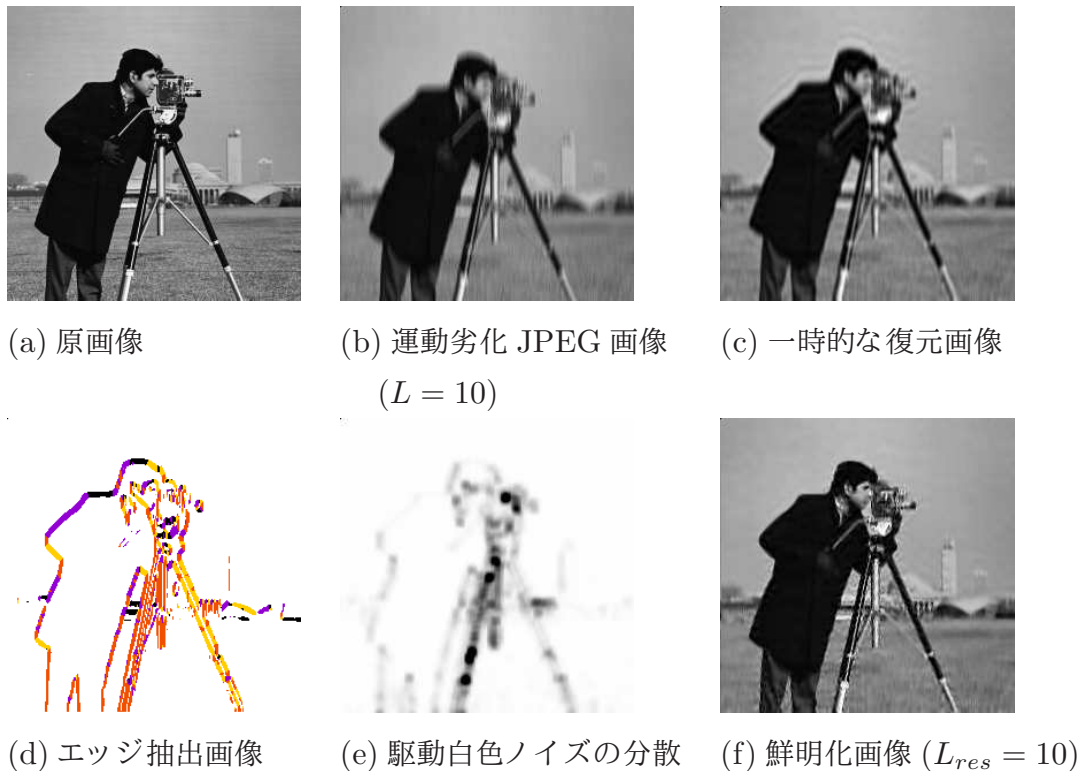 (a) 原画像
(b) 運動劣化 JPEG 画像
(L = 10)
(c) 一時的な復元画像
(d) エッジ抽出画像
(e) 駆動白色ノイズの分散
(f) 鮮明化画像 (L_{res} = 10)